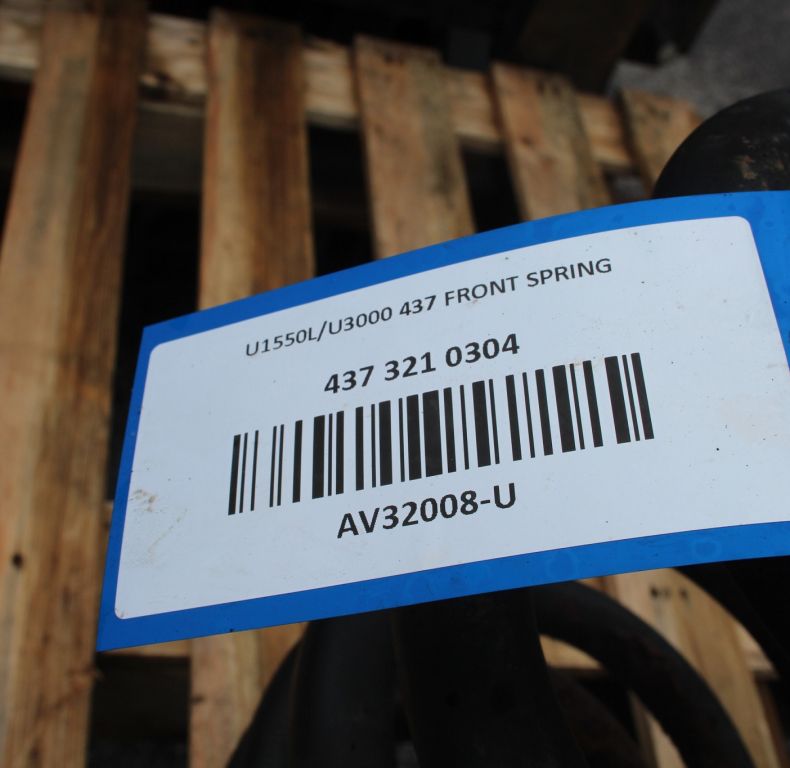 U1550L/U3000 437 FRONT SPRING
437 321 0304
AV32008-U